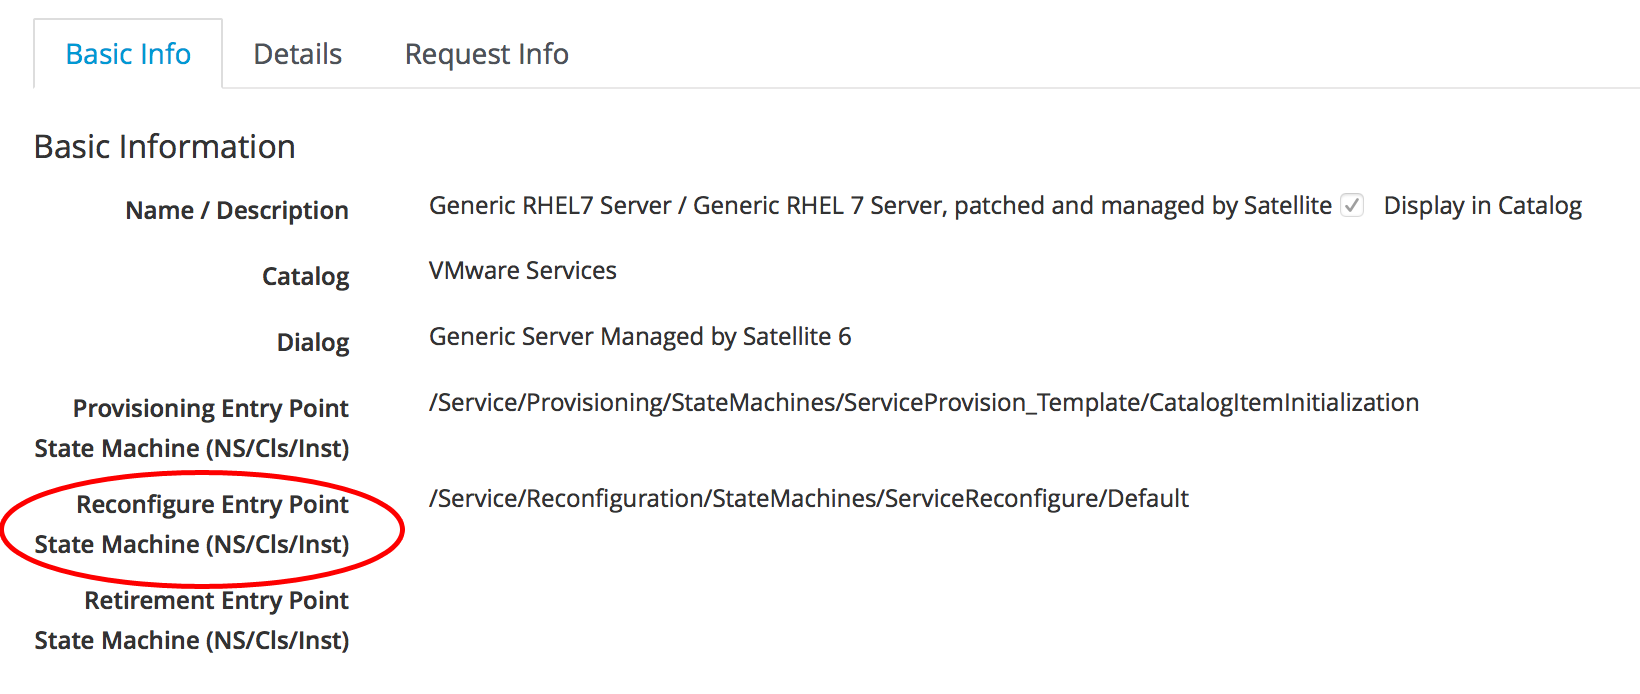 Basic Info Details Request Info
Basic Information
Name / Description Generic RHEL7 Server / Generic RHEL 7 Server, patched and managed by Satellite Display in Catalog
Catalog VMware Services
Dialog Generic Server Managed by Satellite 6
Provisioning Entry Point /Service/Provisioning/StateMachines/ServiceProvision_Template/CatalogItemInitialization
State Machine (NS/Cls/Inst)
Reconfigure Entry Point /Service/Reconfiguration/StateMachines/ServiceReconfigure/Default
State Machine (NS/Cls/Inst)
Retirement Entry Point
State Machine (NS/Cls/Inst)